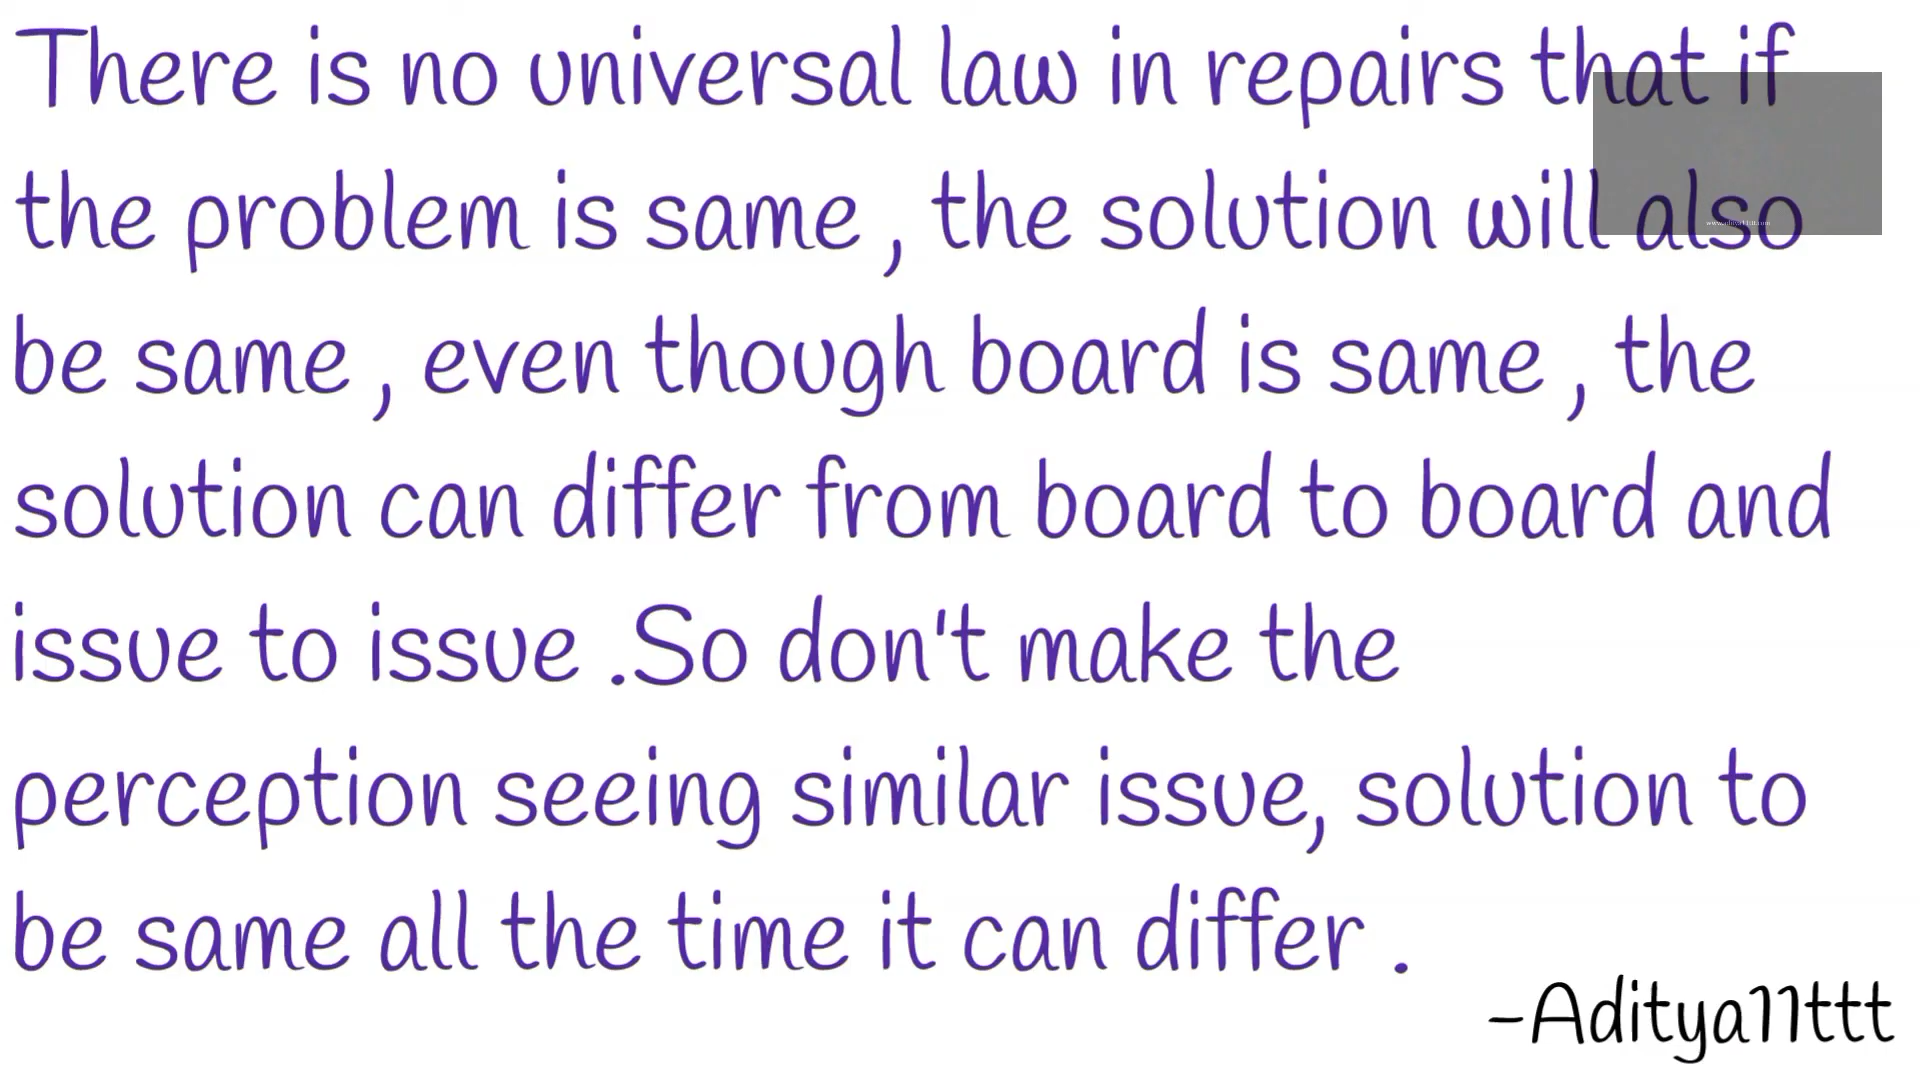 There is no universal law in repairs that if
the problem is same , the solution will also
be same , even though board is same , the
solution can differ from board to board and
issue to issue .So don't make the
perception seeing similar issue, solution to
be same all the time it can differ .
-Aditya11ttt